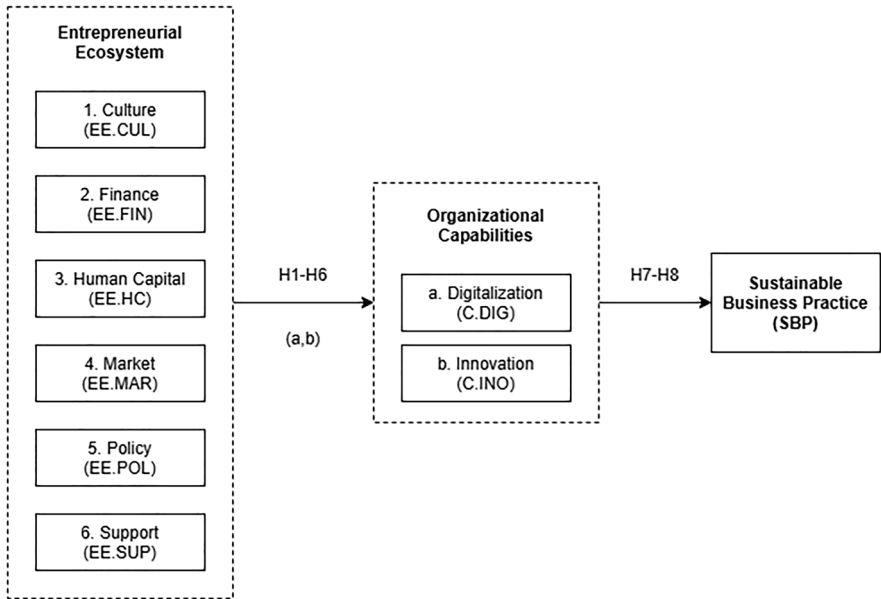 Entrepreneurial
Ecosystem
1. Culture
(EE.CUL)
2. Finance
(EE.FIN)
3. Human Capital
(EE.HC)
4. Market
(EE.MAR)
5. Policy
(EE.POL)
6. Support
(EE.SUP)
H1-H6
(a,b)
Organizational
Capabilities
a. Digitalization
(C.DIG)
b. Innovation
(C.INO)
H7-H8
Sustainable
Business Practice
(SBP)